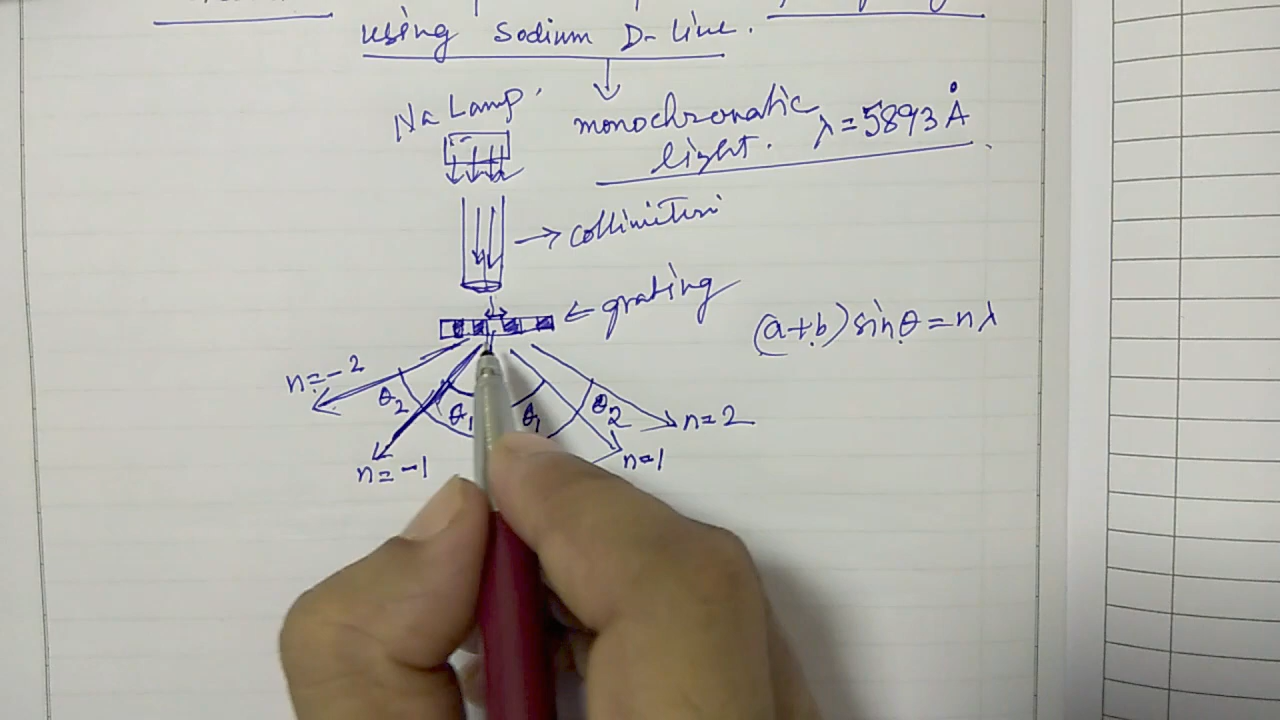 using Sodium D-line.
Na Lamp.
monochromatic
light. λ=5893 Å
→ collimiter
← grating
(a+b) sinθ=nλ
n=-2
θ2
θ1
θ1
θ2
n=2
n=-1
n=1